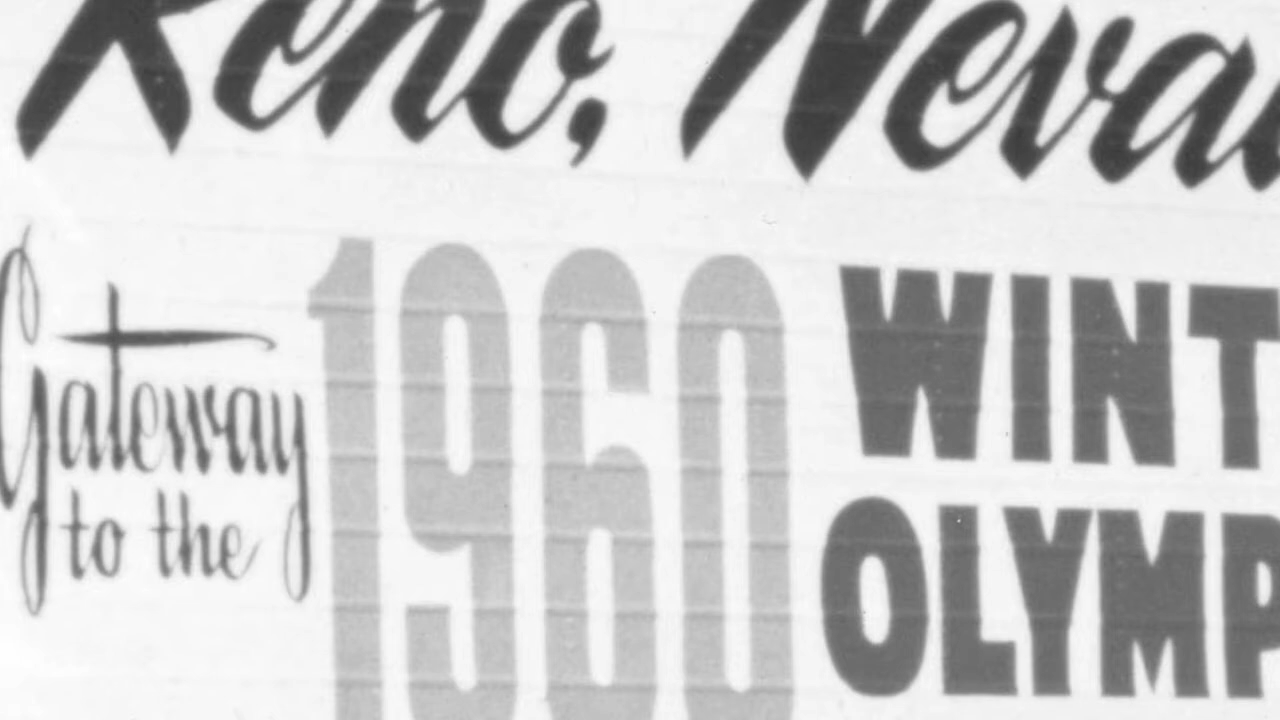 Reno, Neva
Gateway
to the
1960
WINT
OLYMP